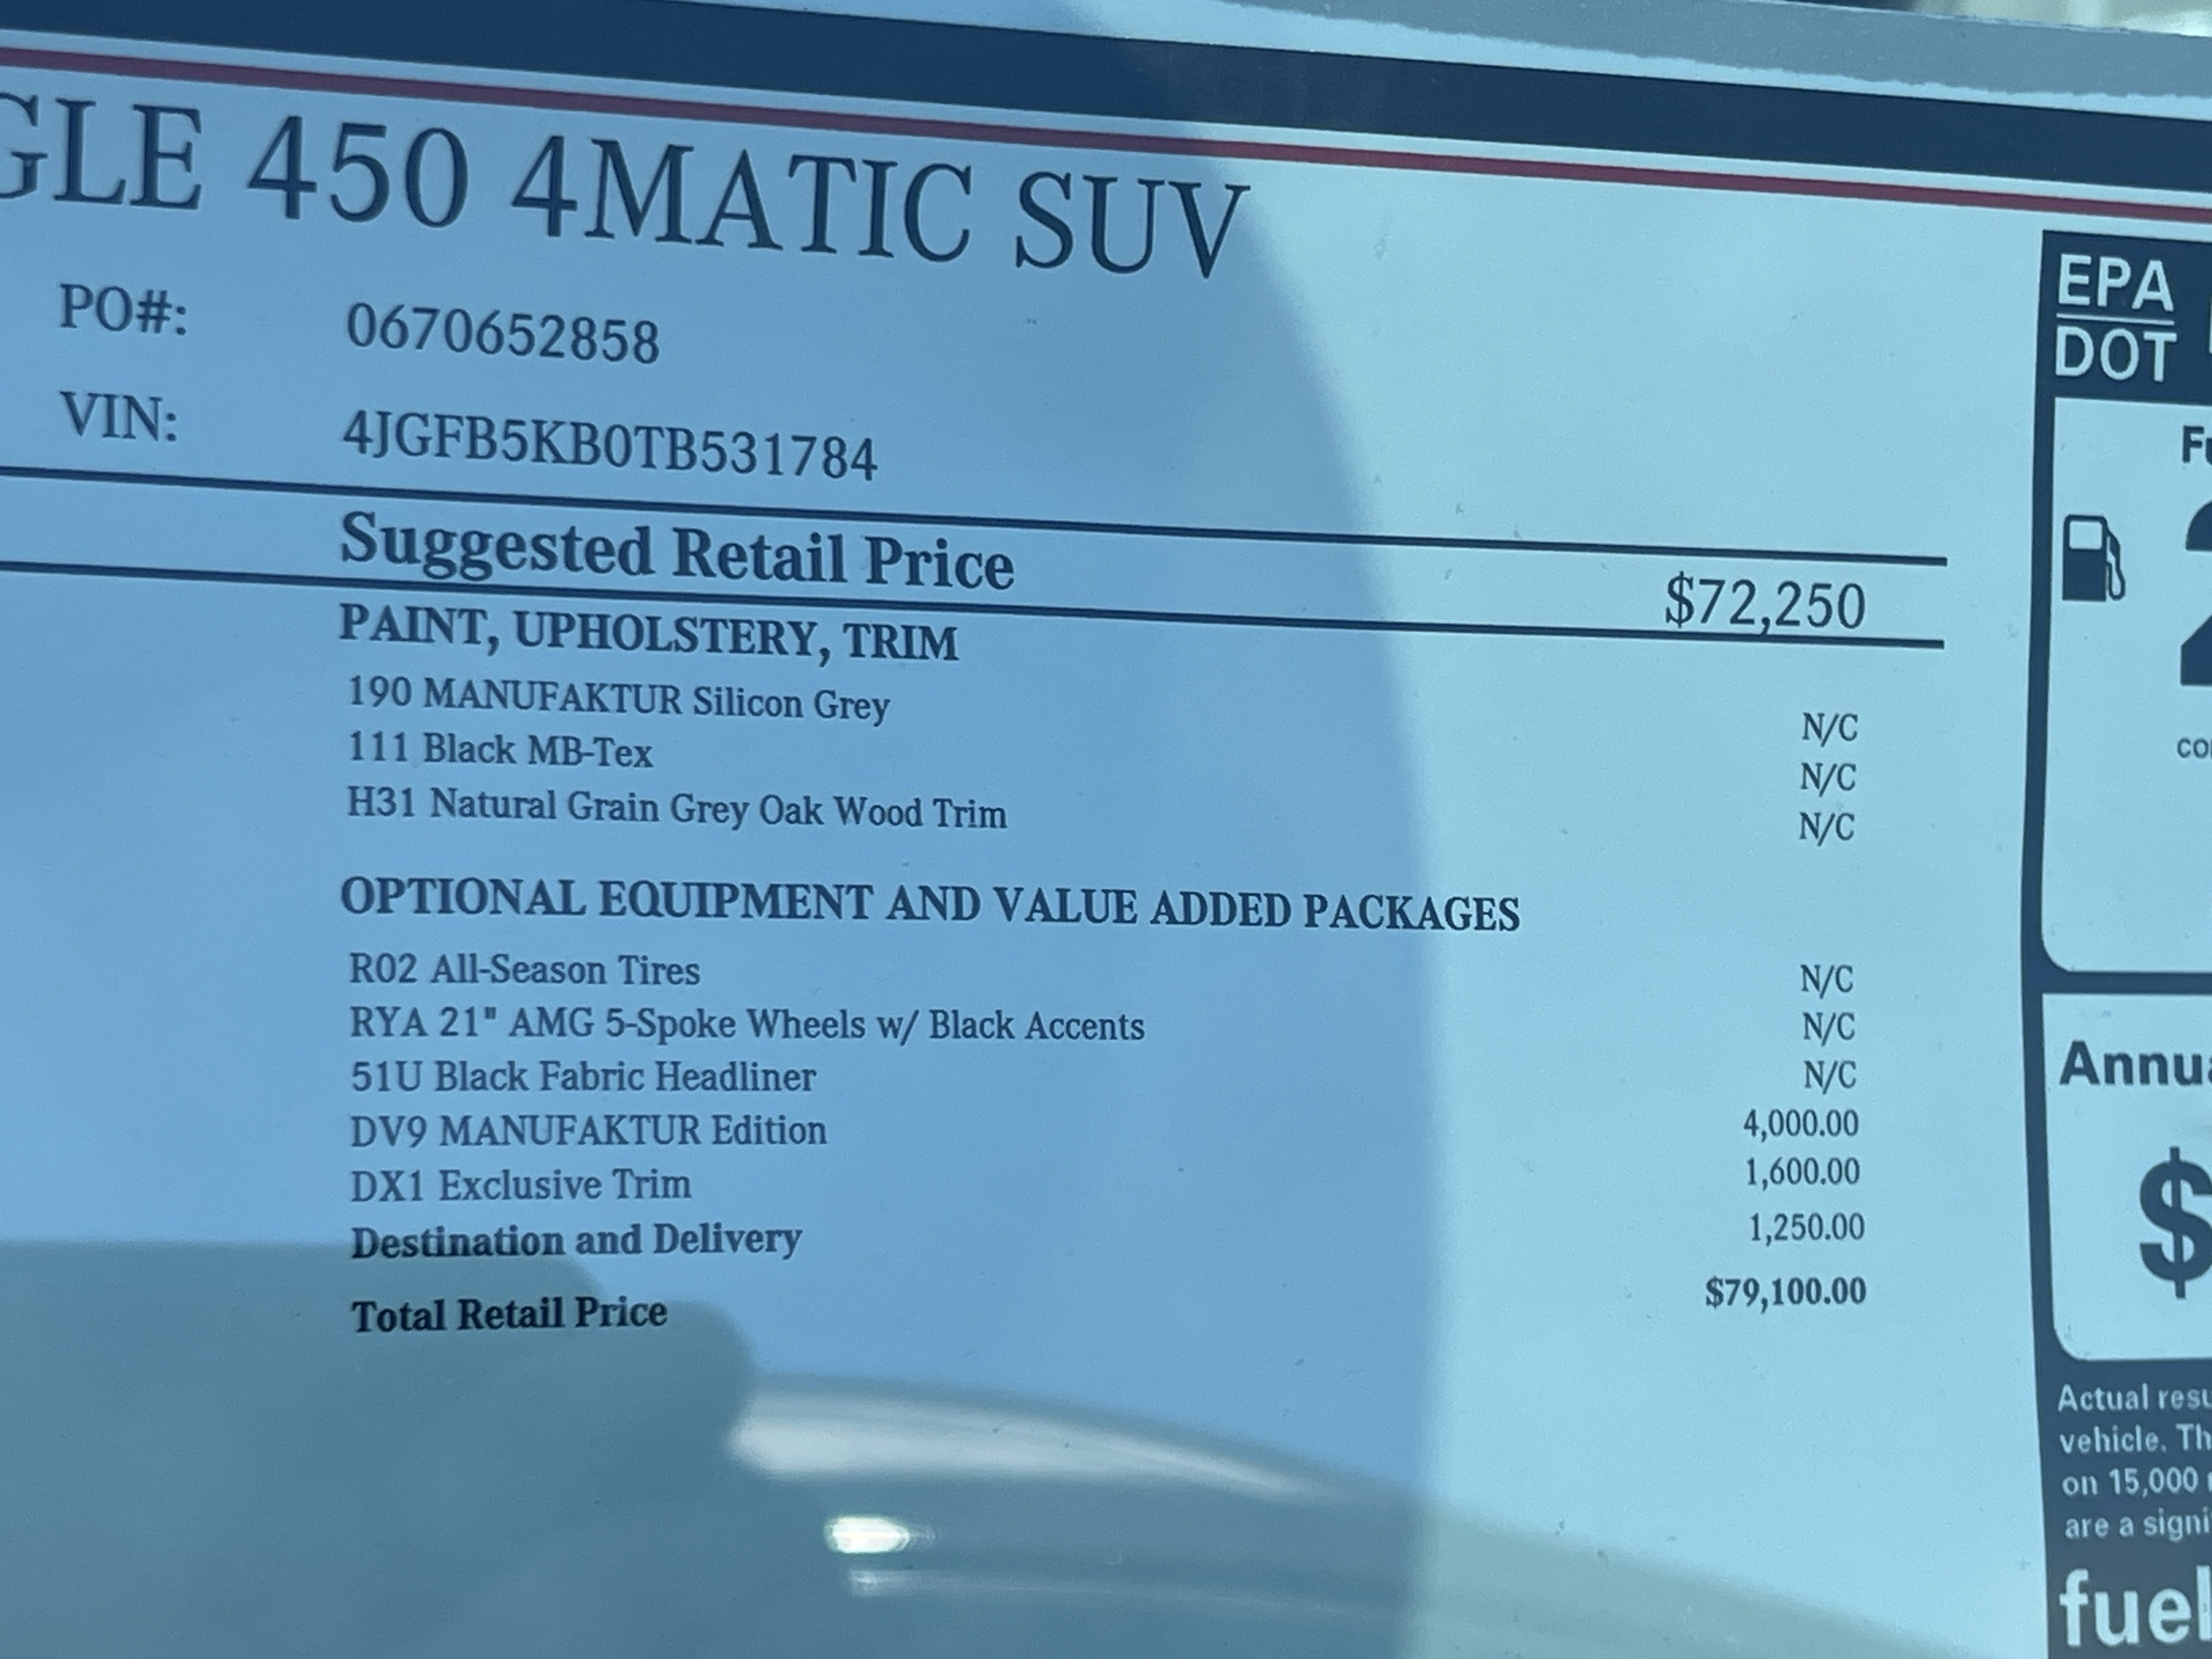 GLE 450 4MATIC SUV
PO#: 0670652858
VIN: 4JGFB5KB0TB531784
Suggested Retail Price $72,250
PAINT, UPHOLSTERY, TRIM
190 MANUFAKTUR Silicon Grey N/C
111 Black MB-Tex N/C
H31 Natural Grain Grey Oak Wood Trim N/C
OPTIONAL EQUIPMENT AND VALUE ADDED PACKAGES
R02 All-Season Tires N/C
RYA 21" AMG 5-Spoke Wheels w/ Black Accents N/C
51U Black Fabric Headliner N/C
DV9 MANUFAKTUR Edition 4,000.00
DX1 Exclusive Trim 1,600.00
Destination and Delivery 1,250.00
Total Retail Price $79,100.00
EPA
DOT
$
Actual
vehicle.
on 15,000
are a
fuel